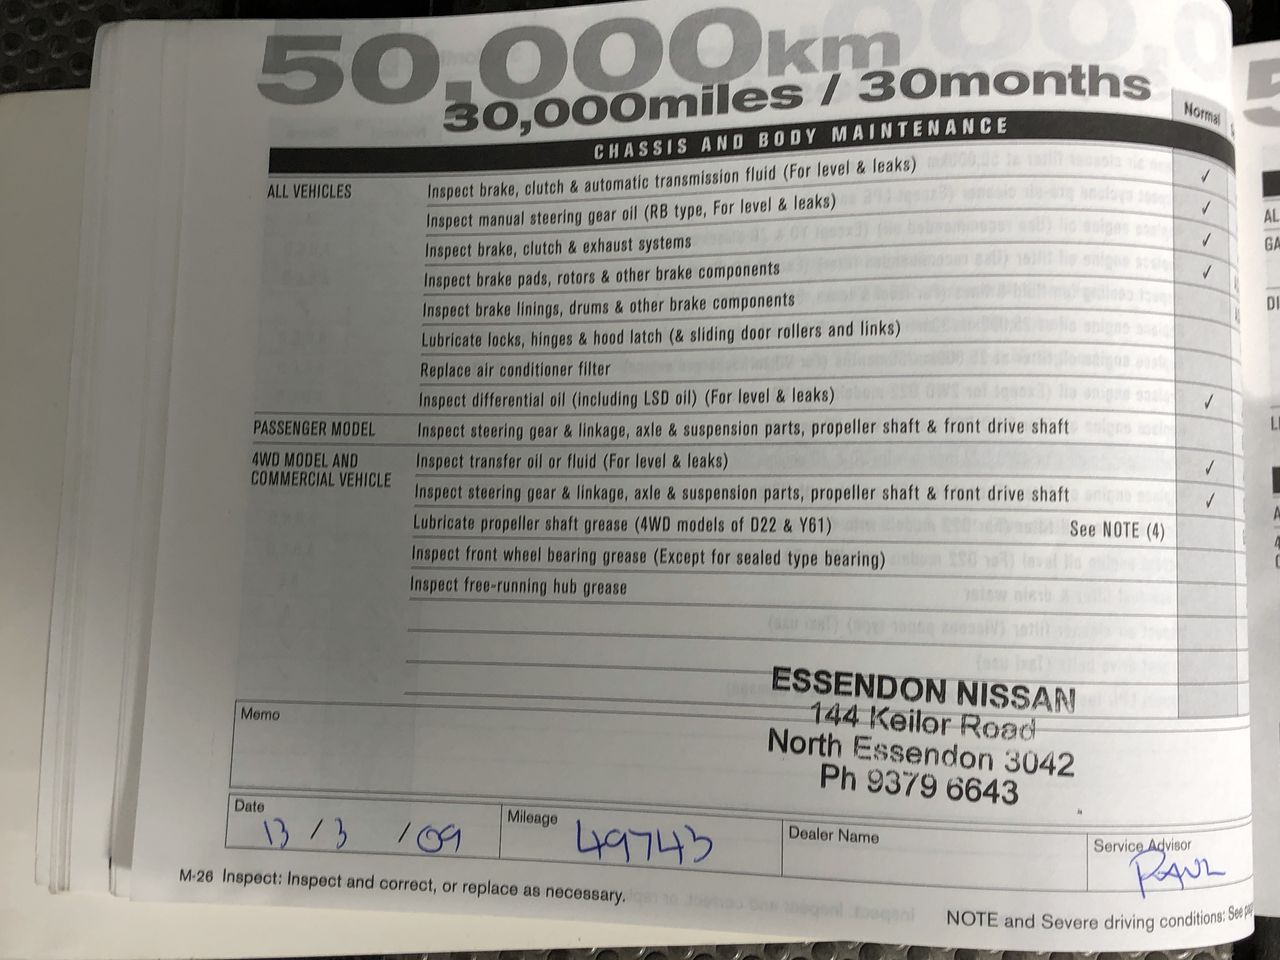 50,000km
30,000miles / 30months
Normal
CHASSIS AND BODY MAINTENANCE
ALL VEHICLES
Inspect brake, clutch & automatic transmission fluid (For level & leaks) ✓
Inspect manual steering gear oil (RB type, For level & leaks) ✓
Inspect brake, clutch & exhaust systems ✓
Inspect brake pads, rotors & other brake components ✓
Inspect brake linings, drums & other brake components
Lubricate locks, hinges & hood latch (& sliding door rollers and links)
Replace air conditioner filter
Inspect differential oil (including LSD oil) (For level & leaks) ✓
PASSENGER MODEL
Inspect steering gear & linkage, axle & suspension parts, propeller shaft & front drive shaft
4WD MODEL AND
COMMERCIAL VEHICLE
Inspect transfer oil or fluid (For level & leaks) ✓
Inspect steering gear & linkage, axle & suspension parts, propeller shaft & front drive shaft ✓
Lubricate propeller shaft grease (4WD models of D22 & Y61) See NOTE (4)
Inspect front wheel bearing grease (Except for sealed type bearing)
Inspect free-running hub grease
ESSENDON NISSAN
144 Keilor Road
North Essendon 3042
Ph 9379 6643
Memo
Date
13 / 3 / 09
Mileage
49743
Dealer Name
Service Advisor
PAUL
M-26 Inspect: Inspect and correct, or replace as necessary.
NOTE and Severe driving conditions: See